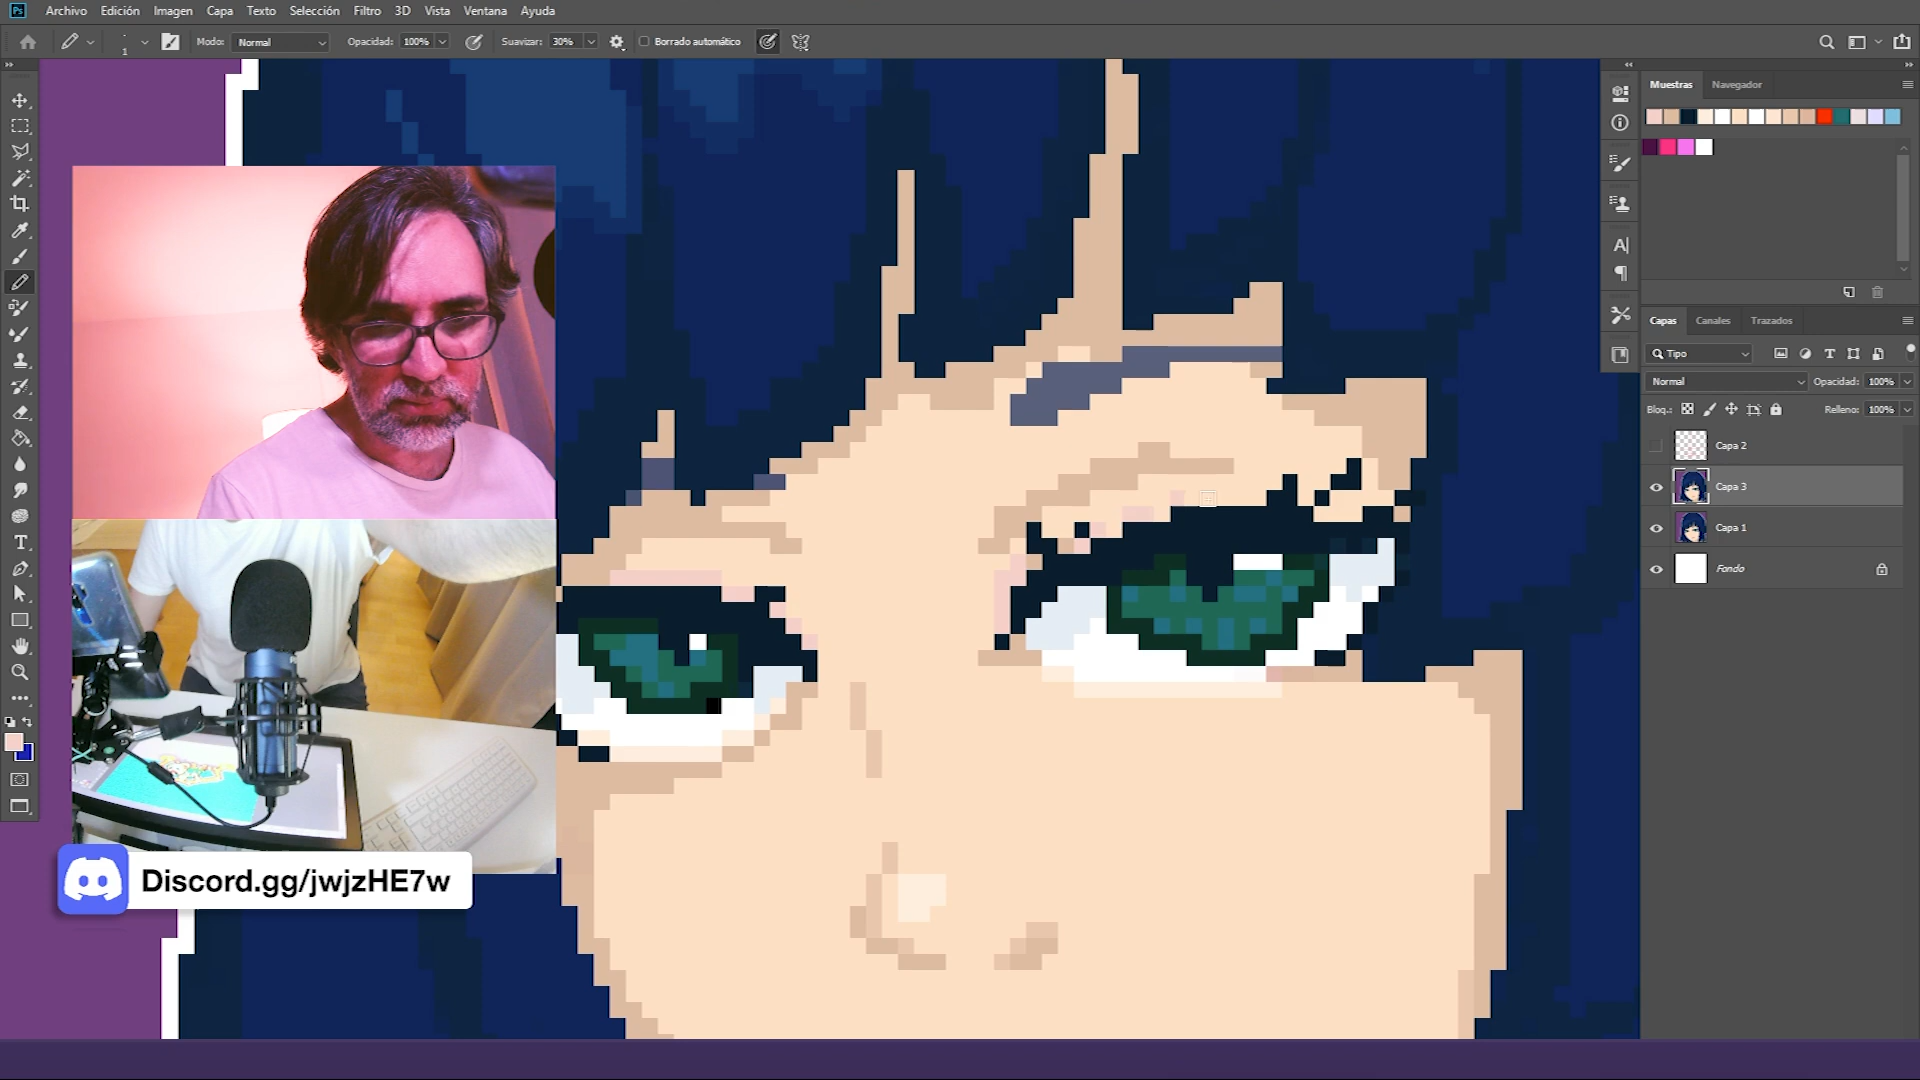 Ps Archivo Edición Imagen Capa Texto Selección Filtro 3D Vista Ventana Ayuda
1 Modo: Normal Opacidad: 100% Suavizar: 30% Borrado automático
Muestras Navegador
Capas Canales Trazados
Tipo
Normal Opacidad: 100%
Bloq.: Relleno: 100%
Capa 2
Capa 3
Capa 1
Fondo
Discord.gg/jwjzHE7w